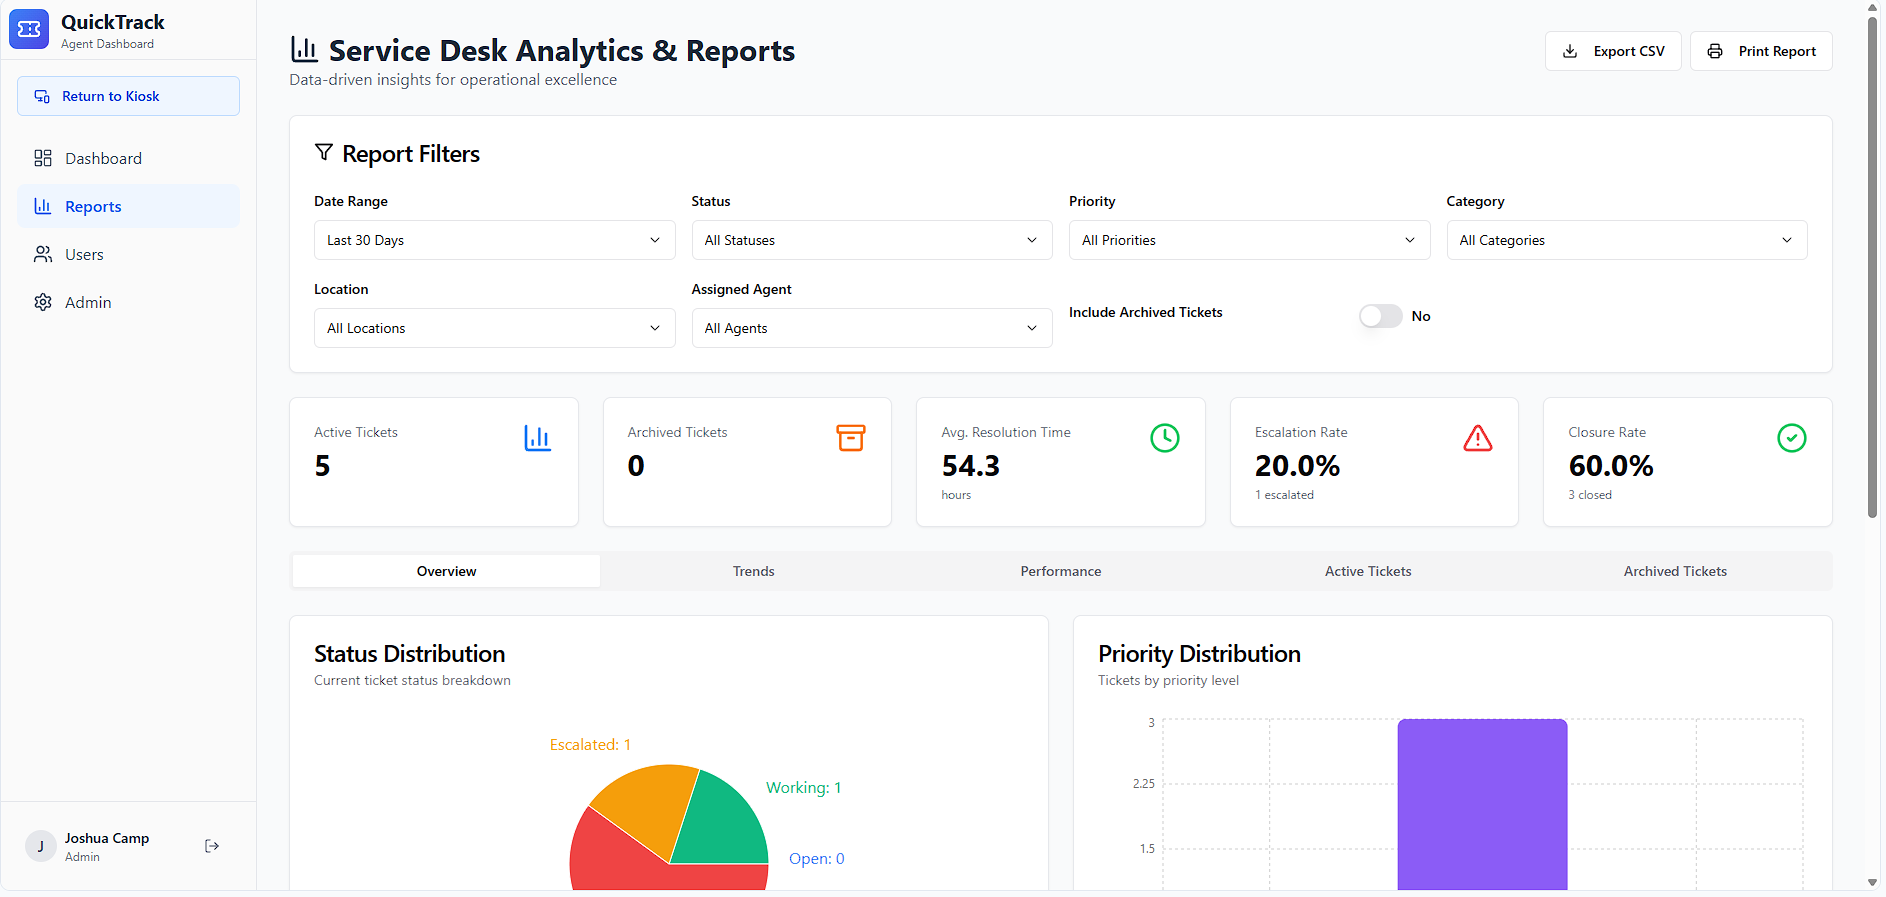 QuickTrack
Agent Dashboard
Return to Kiosk
Dashboard
Reports
Users
Admin
J
Joshua Camp
Admin
Service Desk Analytics & Reports
Data-driven insights for operational excellence
Export CSV
Print Report
Report Filters
Date Range
Last 30 Days
Status
All Statuses
Priority
All Priorities
Category
All Categories
Location
All Locations
Assigned Agent
All Agents
Include Archived Tickets
No
Active Tickets
5
Archived Tickets
0
Avg. Resolution Time
54.3
hours
Escalation Rate
20.0%
1 escalated
Closure Rate
60.0%
3 closed
Overview
Trends
Performance
Active Tickets
Archived Tickets
Status Distribution
Current ticket status breakdown
Escalated: 1
Working: 1
Open: 0
Priority Distribution
Tickets by priority level
3
2.25
1.5